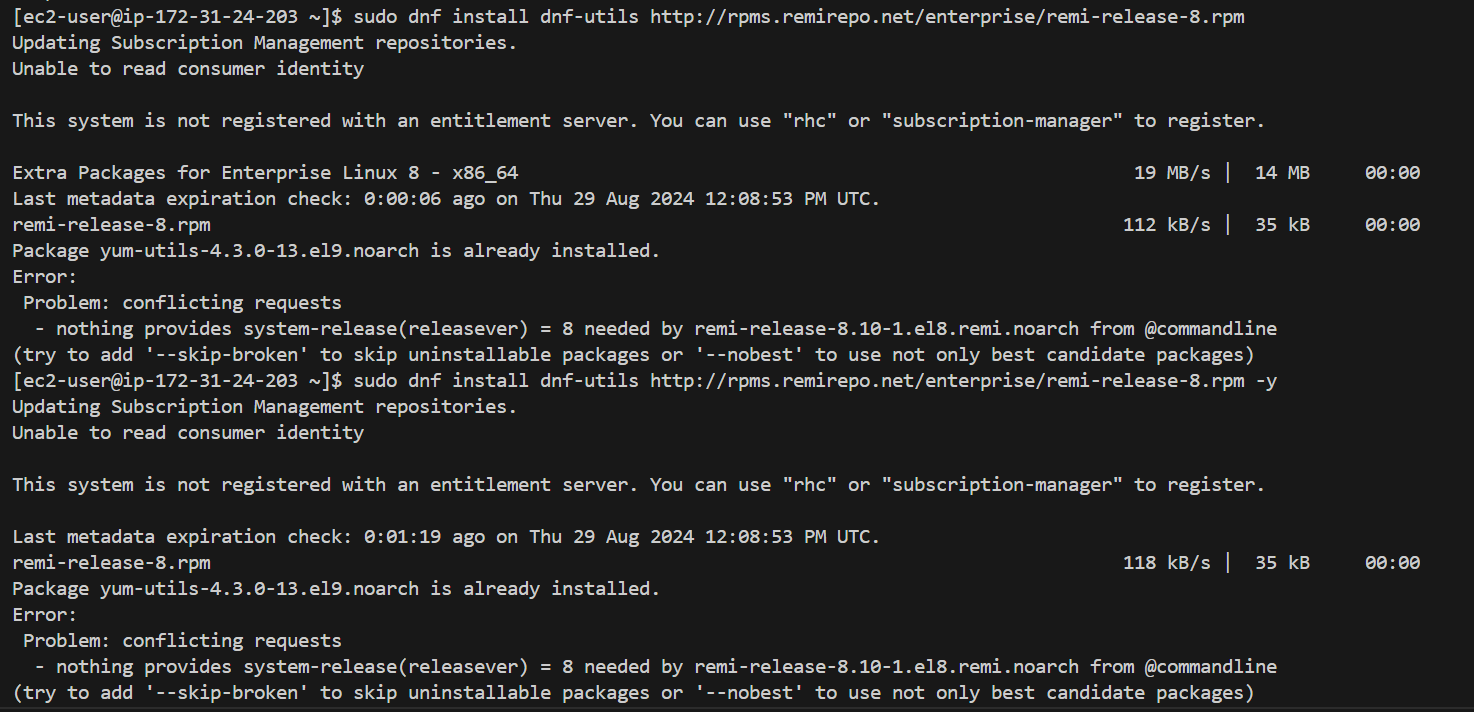 [ec2-user@ip-172-31-24-203 ~]$ sudo dnf install dnf-utils http://rpms.remirepo.net/enterprise/remi-release-8.rpm
Updating Subscription Management repositories.
Unable to read consumer identity
This system is not registered with an entitlement server. You can use "rhc" or "subscription-manager" to register.
Extra Packages for Enterprise Linux 8 - x86_64 19 MB/s | 14 MB 00:00
Last metadata expiration check: 0:00:06 ago on Thu 29 Aug 2024 12:08:53 PM UTC.
remi-release-8.rpm 112 kB/s | 35 kB 00:00
Package yum-utils-4.3.0-13.el9.noarch is already installed.
Error:
Problem: conflicting requests
- nothing provides system-release(releasever) = 8 needed by remi-release-8.10-1.el8.remi.noarch from @commandline
(try to add '--skip-broken' to skip uninstallable packages or '--nobest' to use not only best candidate packages)
[ec2-user@ip-172-31-24-203 ~]$ sudo dnf install dnf-utils http://rpms.remirepo.net/enterprise/remi-release-8.rpm -y
Updating Subscription Management repositories.
Unable to read consumer identity
This system is not registered with an entitlement server. You can use "rhc" or "subscription-manager" to register.
Last metadata expiration check: 0:01:19 ago on Thu 29 Aug 2024 12:08:53 PM UTC.
remi-release-8.rpm 118 kB/s | 35 kB 00:00
Package yum-utils-4.3.0-13.el9.noarch is already installed.
Error:
Problem: conflicting requests
- nothing provides system-release(releasever) = 8 needed by remi-release-8.10-1.el8.remi.noarch from @commandline
(try to add '--skip-broken' to skip uninstallable packages or '--nobest' to use not only best candidate packages)